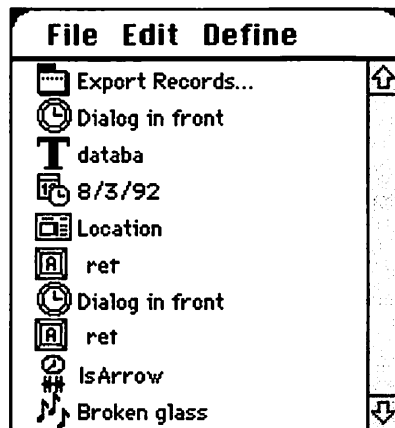 File Edit Define
Export Records...
Dialog in front
databa
8/3/92
Location
ret
Dialog in front
ret
IsArrow
Broken glass